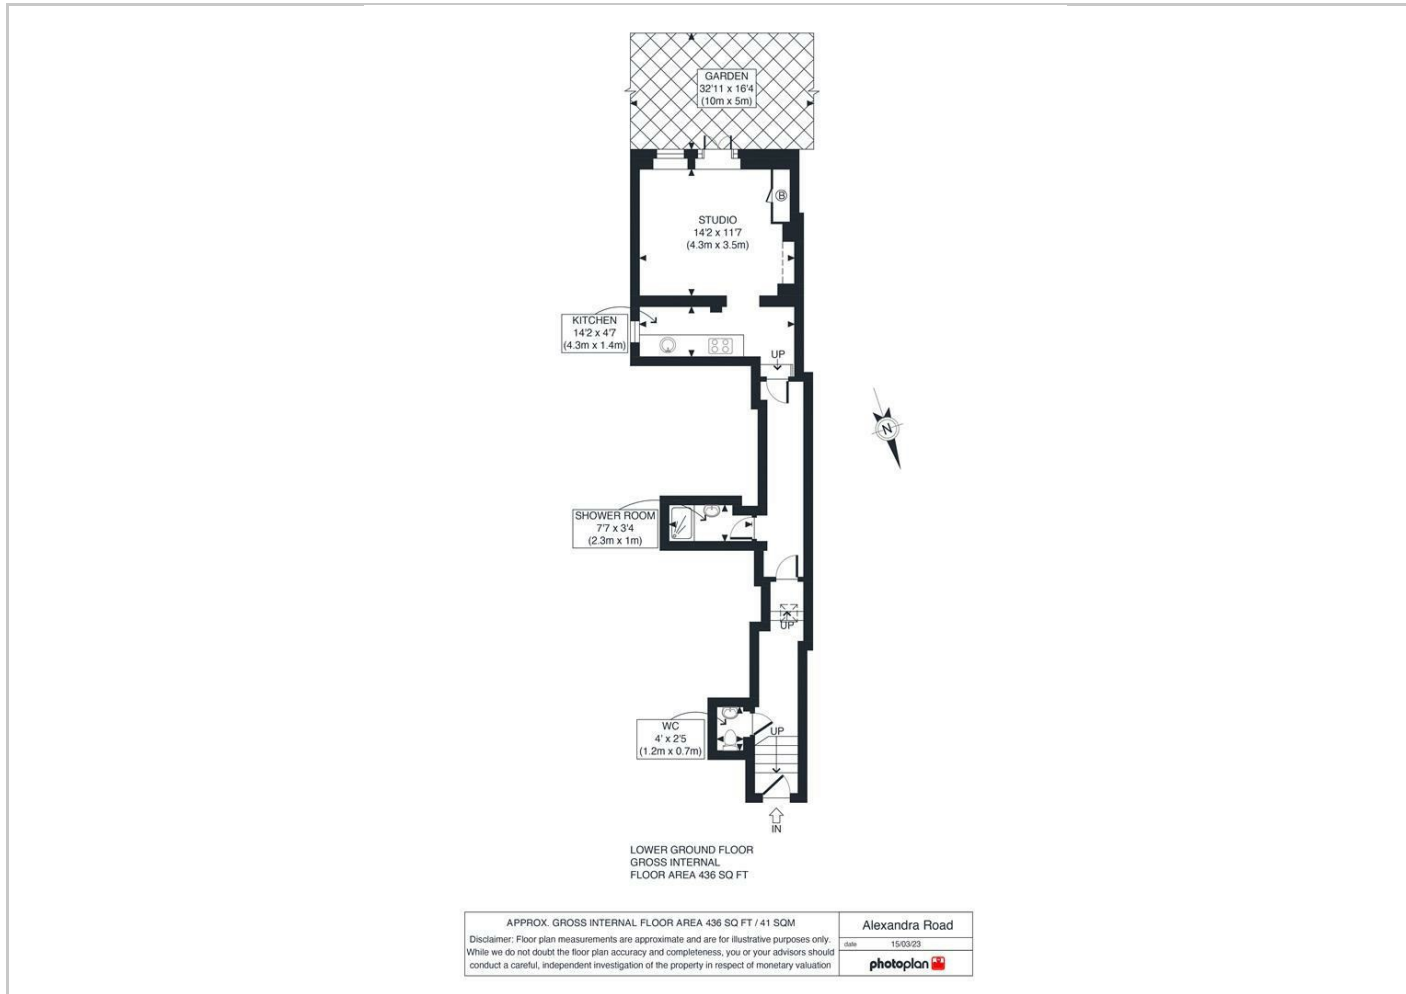 GARDEN
32'11 x 16'4
(10m x 5m)
B
STUDIO
14'2 x 11'7
(4.3m x 3.5m)
KITCHEN
14'2 x 4'7
(4.3m x 1.4m)
UP
N
SHOWER ROOM
7'7 x 3'4
(2.3m x 1m)
UP
WC
4' x 2'5
(1.2m x 0.7m)
UP
IN
LOWER GROUND FLOOR
GROSS INTERNAL
FLOOR AREA 436 SQ FT
APPROX. GROSS INTERNAL FLOOR AREA 436 SQ FT / 41 SQM
Disclaimer: Floor plan measurements are approximate and are for illustrative purposes only.
While we do not doubt the floor plan accuracy and completeness, you or your advisors should
conduct a careful, independent investigation of the property in respect of monetary valuation
Alexandra Road
date 15/03/23
photoplan